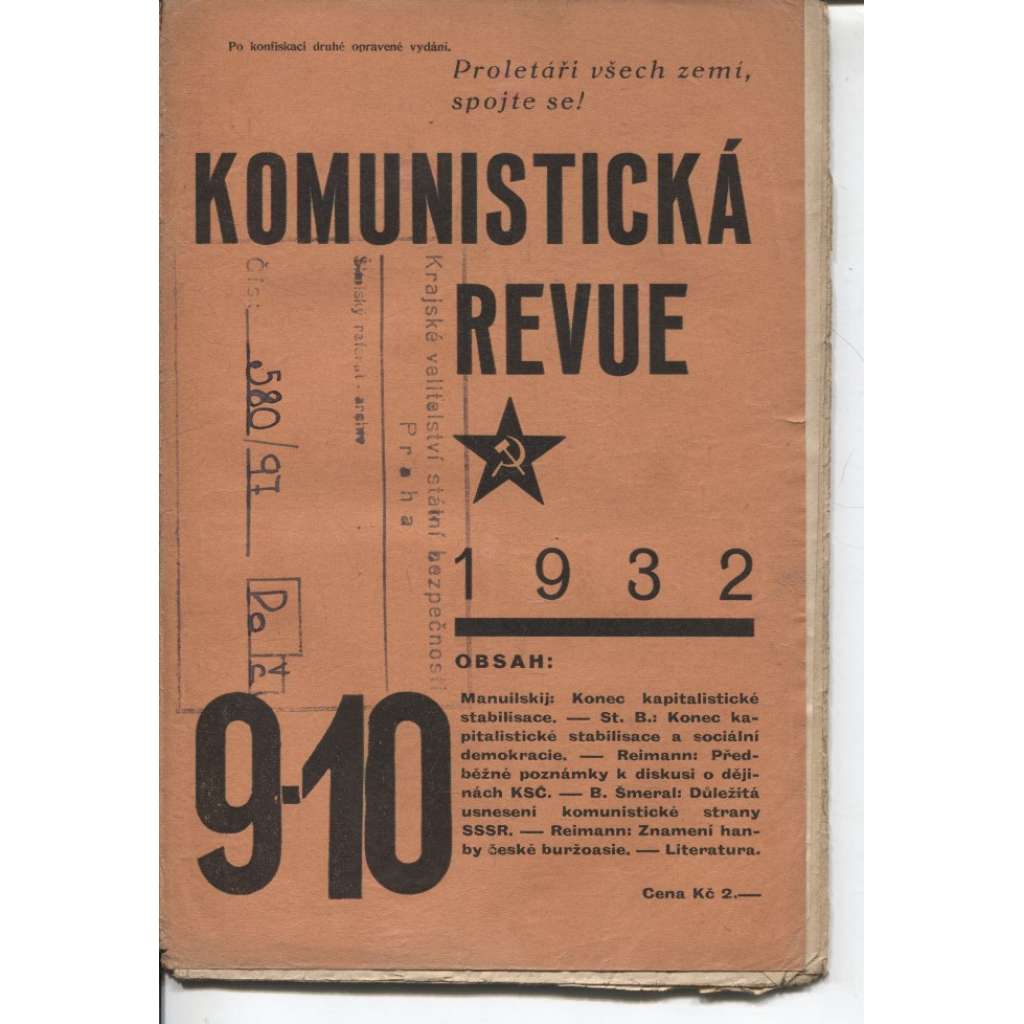 Po konfiskaci druhé opravené vydání.
Proletáři všech zemí,
spojte se!
KOMUNISTICKÁ
REVUE
1932
OBSAH:
Manuilskij: Konec kapitalistické
stabilisace. — St. B.: Konec ka-
pitalistické stabilisace a sociální
demokracie. — Reimann: Před-
běžné poznámky k diskusi o ději-
nách KSČ. — B. Šmeral: Důležitá
usnesení komunistické strany
SSSR. — Reimann: Znamení han-
by české buržoasie. — Literatura.
9-10
Cena Kč 2.—
Krajské velitelství státní bezpečnosti
Praha
archiv
Čís: 580/97